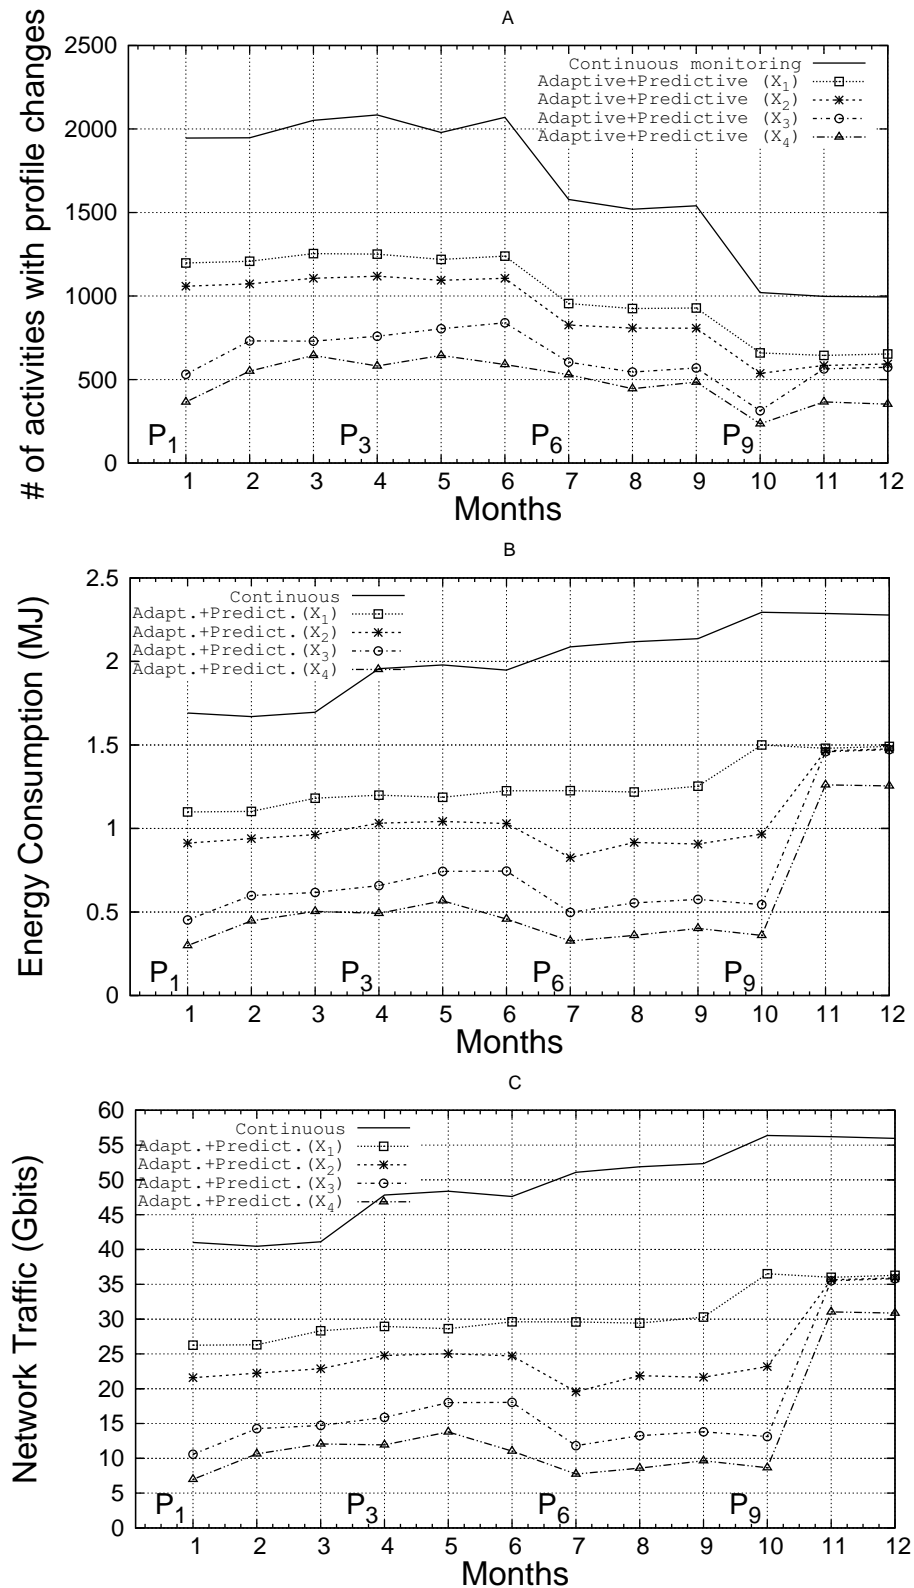 A
# of activities with profile changes
2500
2000
1500
1000
500
0
Continuous monitoring
Adaptive+Predictive (X1)
Adaptive+Predictive (X2)
Adaptive+Predictive (X3)
Adaptive+Predictive (X4)
P1 P3 P6 P9
1 2 3 4 5 6 7 8 9 10 11 12
Months
B
Energy Consumption (MJ)
2.5
2
1.5
1
0.5
0
Continuous
Adapt.+Predict.(X1)
Adapt.+Predict.(X2)
Adapt.+Predict.(X3)
Adapt.+Predict.(X4)
P1 P3 P6 P9
1 2 3 4 5 6 7 8 9 10 11 12
Months
C
Network Traffic (Gbits)
60
55
50
45
40
35
30
25
20
15
10
5
0
Continuous
Adapt.+Predict.(X1)
Adapt.+Predict.(X2)
Adapt.+Predict.(X3)
Adapt.+Predict.(X4)
P1 P3 P6 P9
1 2 3 4 5 6 7 8 9 10 11 12
Months